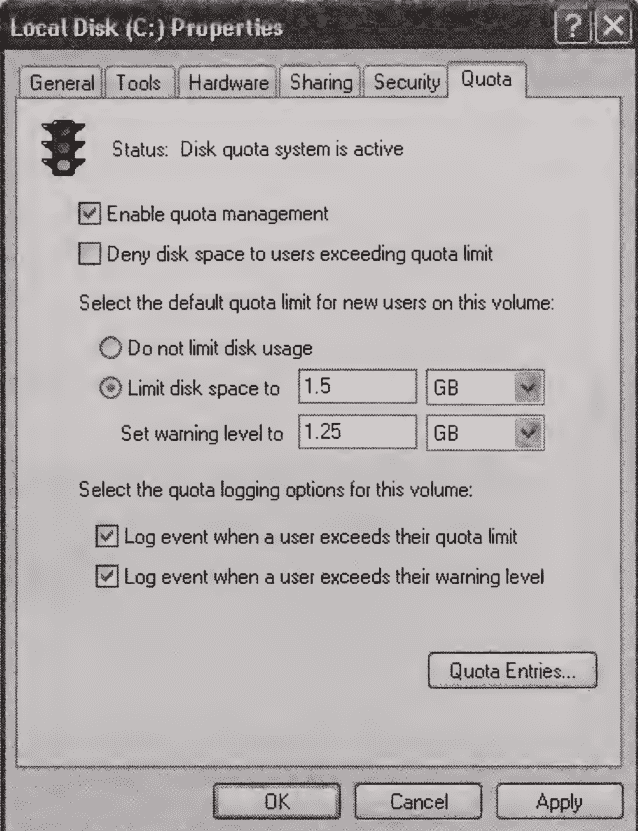 Local Disk (C:) Properties
General Tools Hardware Sharing Security Quota
Status: Disk quota system is active
Enable quota management
Deny disk space to users exceeding quota limit
Select the default quota limit for new users on this volume:
Do not limit disk usage
Limit disk space to 1.5 GB
Set warning level to 1.25 GB
Select the quota logging options for this volume:
Log event when a user exceeds their quota limit
Log event when a user exceeds their warning level
Quota Entries...
OK Cancel Apply